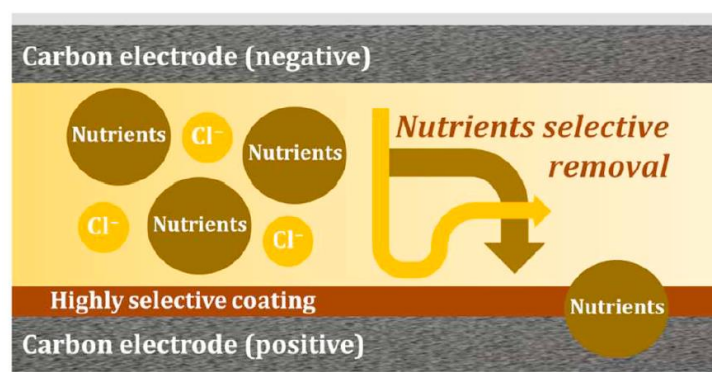 Carbon electrode (negative)
Nutrients
Cl⁻
Nutrients
Nutrients selective
removal
Cl⁻
Nutrients
Cl⁻
Highly selective coating
Nutrients
Carbon electrode (positive)